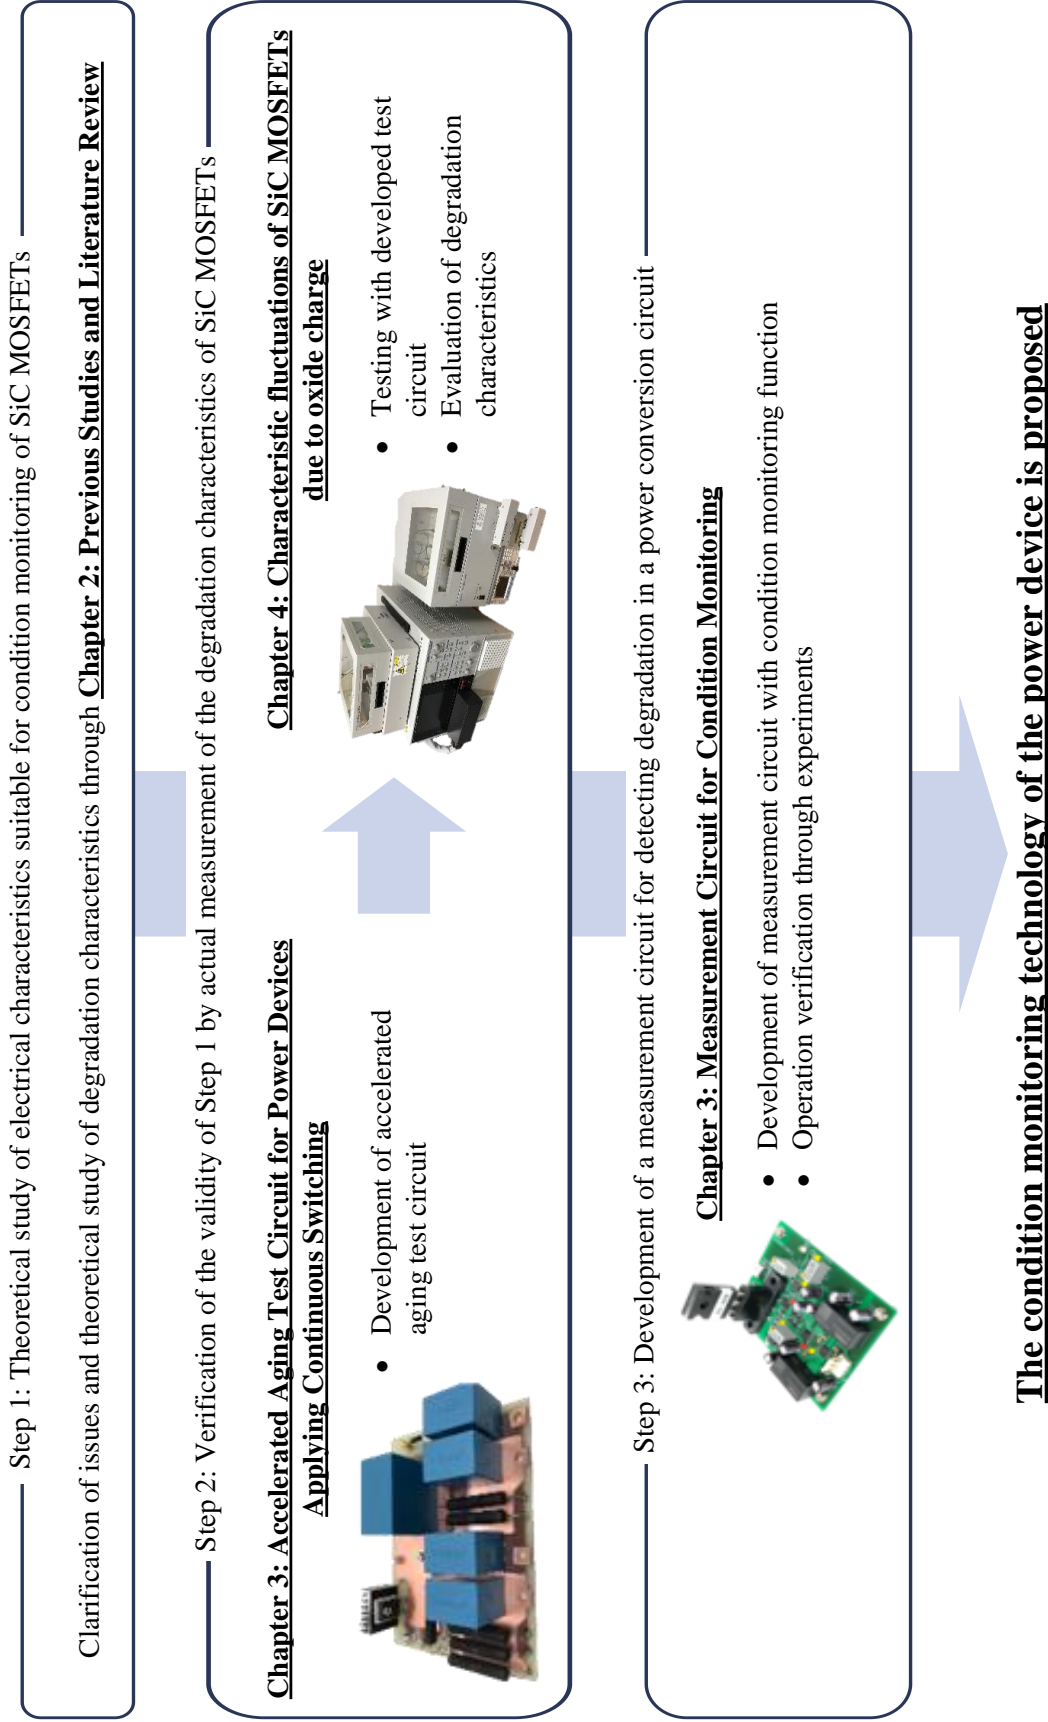 Step 1: Theoretical study of electrical characteristics suitable for condition monitoring of SiC MOSFETs
Clarification of issues and theoretical study of degradation characteristics through Chapter 2: Previous Studies and Literature Review
Step 2: Verification of the validity of Step 1 by actual measurement of the degradation characteristics of SiC MOSFETs
Chapter 3: Accelerated Aging Test Circuit for Power Devices
Applying Continuous Switching
• Development of accelerated
aging test circuit
Chapter 4: Characteristic fluctuations of SiC MOSFETs
due to oxide charge
• Testing with developed test
circuit
• Evaluation of degradation
characteristics
Step 3: Development of a measurement circuit for detecting degradation in a power conversion circuit
Chapter 3: Measurement Circuit for Condition Monitoring
• Development of measurement circuit with condition monitoring function
• Operation verification through experiments
The condition monitoring technology of the power device is proposed